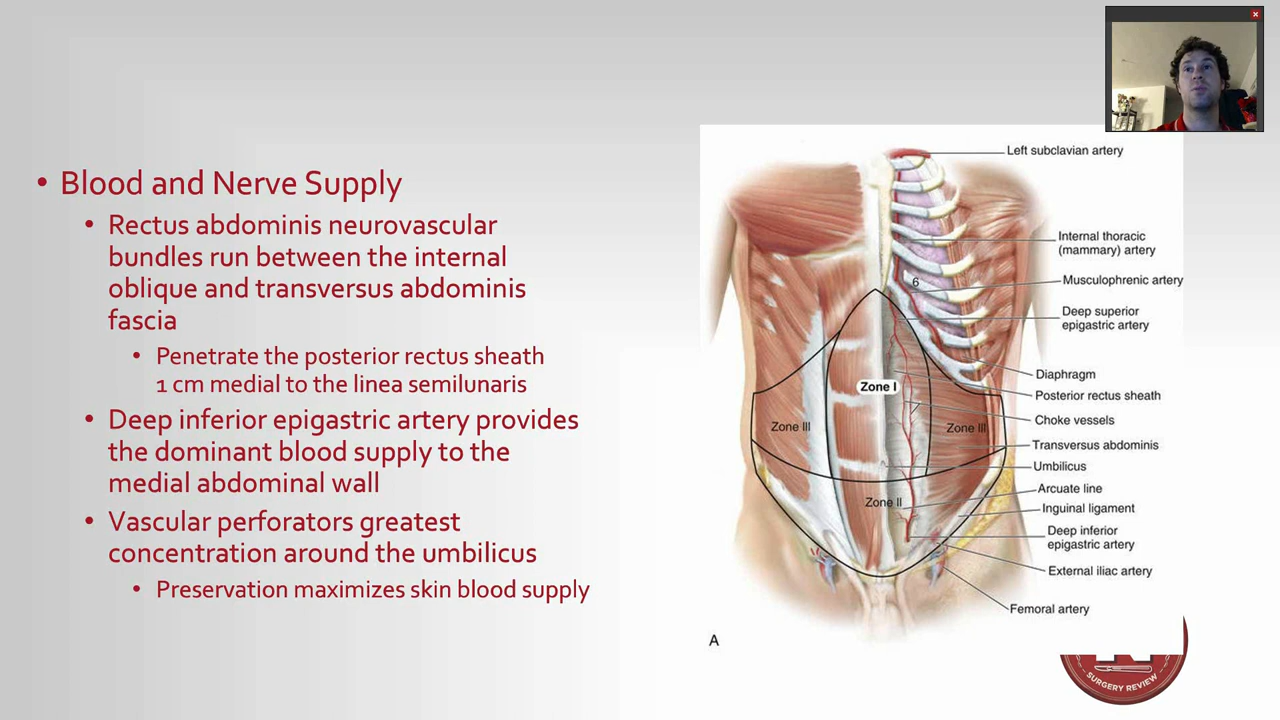 • Blood and Nerve Supply
• Rectus abdominis neurovascular
bundles run between the internal
oblique and transversus abdominis
fascia
• Penetrate the posterior rectus sheath
1 cm medial to the linea semilunaris
• Deep inferior epigastric artery provides
the dominant blood supply to the
medial abdominal wall
• Vascular perforators greatest
concentration around the umbilicus
• Preservation maximizes skin blood supply
Left subclavian artery
Internal thoracic
(mammary) artery
6
Musculophrenic artery
Deep superior
epigastric artery
Diaphragm
Zone I
Posterior rectus sheath
Choke vessels
Zone III
Zone III
Transversus abdominis
Umbilicus
Arcuate line
Zone II
Inguinal ligament
Deep inferior
epigastric artery
External iliac artery
Femoral artery
A
SURGERY REVIEW